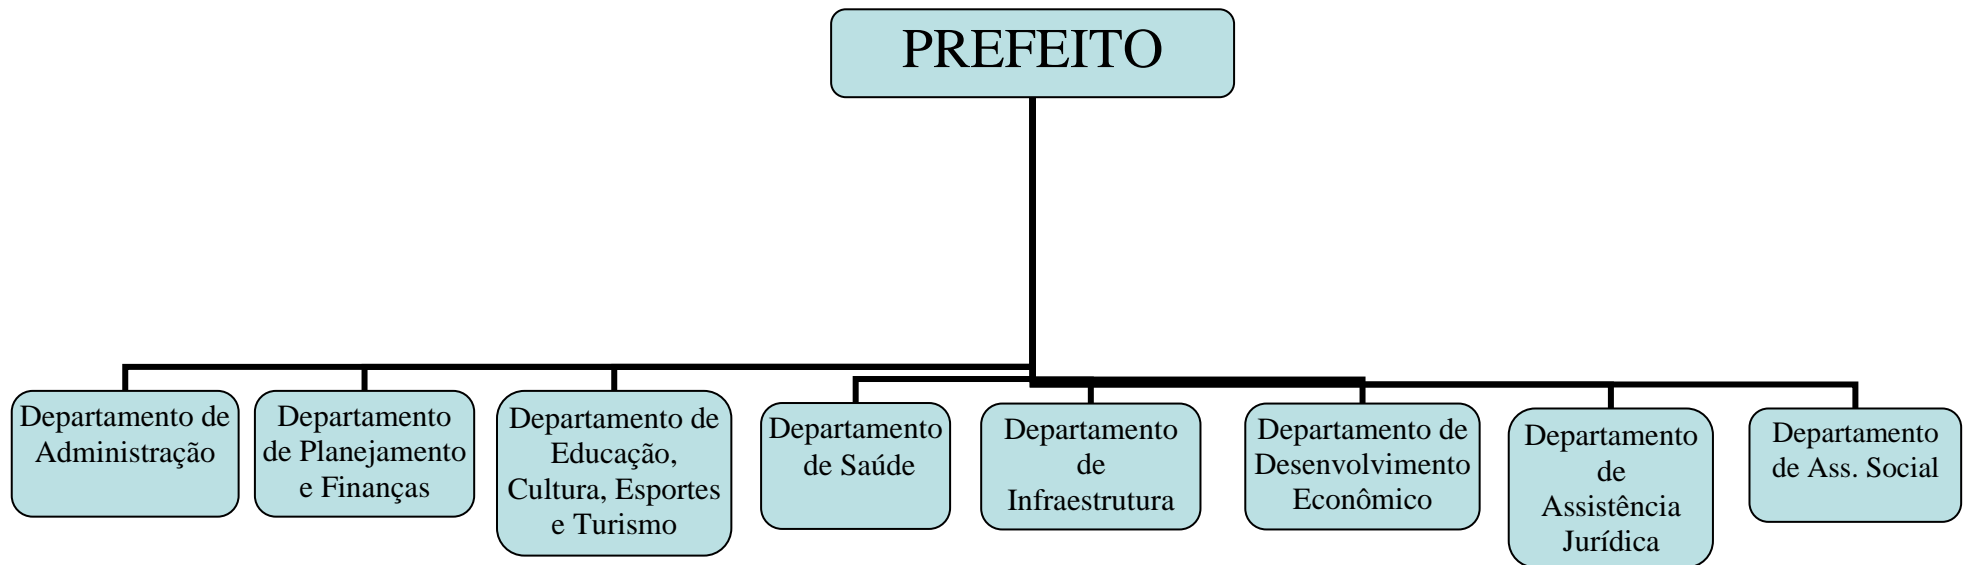 PREFEITO
Departamento de
Administração
Departamento
de Planejamento
e Finanças
Departamento de
Educação,
Cultura, Esportes
e Turismo
Departamento
de Saúde
Departamento
de
Infraestrutura
Departamento de
Desenvolvimento
Econômico
Departamento
de
Assistência
Jurídica
Departamento
de Ass. Social